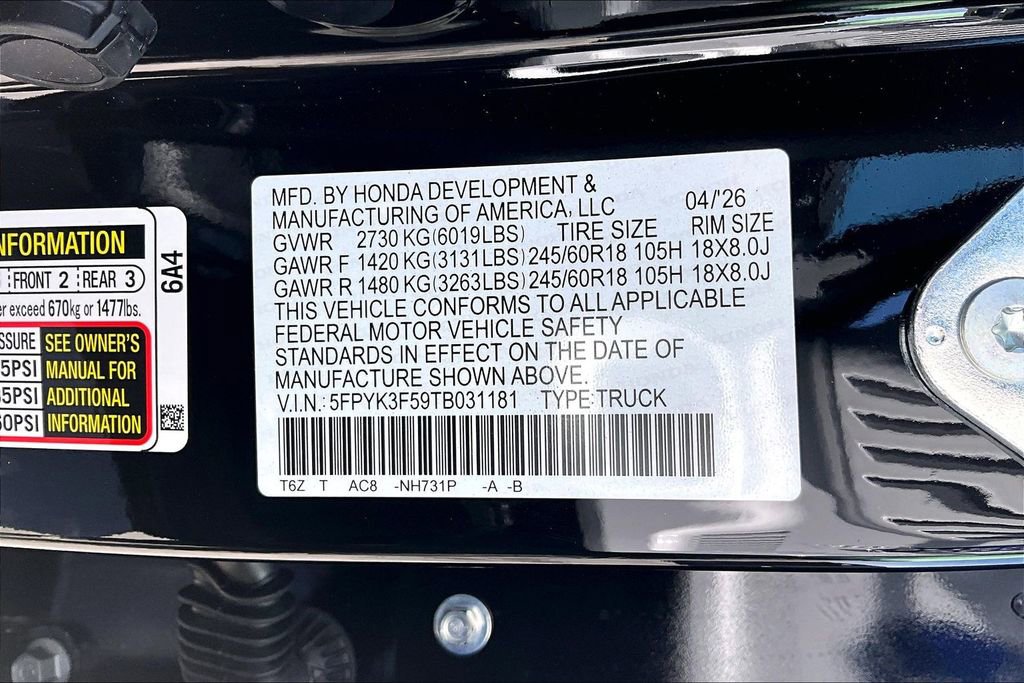 MFD. BY HONDA DEVELOPMENT &
MANUFACTURING OF AMERICA, LLC 04/'26
GVWR 2730 KG(6019LBS) TIRE SIZE RIM SIZE
GAWR F 1420 KG(3131LBS) 245/60R18 105H 18X8.0J
GAWR R 1480 KG(3263LBS) 245/60R18 105H 18X8.0J
THIS VEHICLE CONFORMS TO ALL APPLICABLE
FEDERAL MOTOR VEHICLE SAFETY
STANDARDS IN EFFECT ON THE DATE OF
MANUFACTURE SHOWN ABOVE.
V.I.N.: 5FPYK3F59TB031181 TYPE:TRUCK
T6Z T AC8 -NH731P -A -B
FRONT 2 REAR 3
exceed 670kg or 1477lbs.
SEE OWNER'S
MANUAL FOR
ADDITIONAL
INFORMATION
6A4